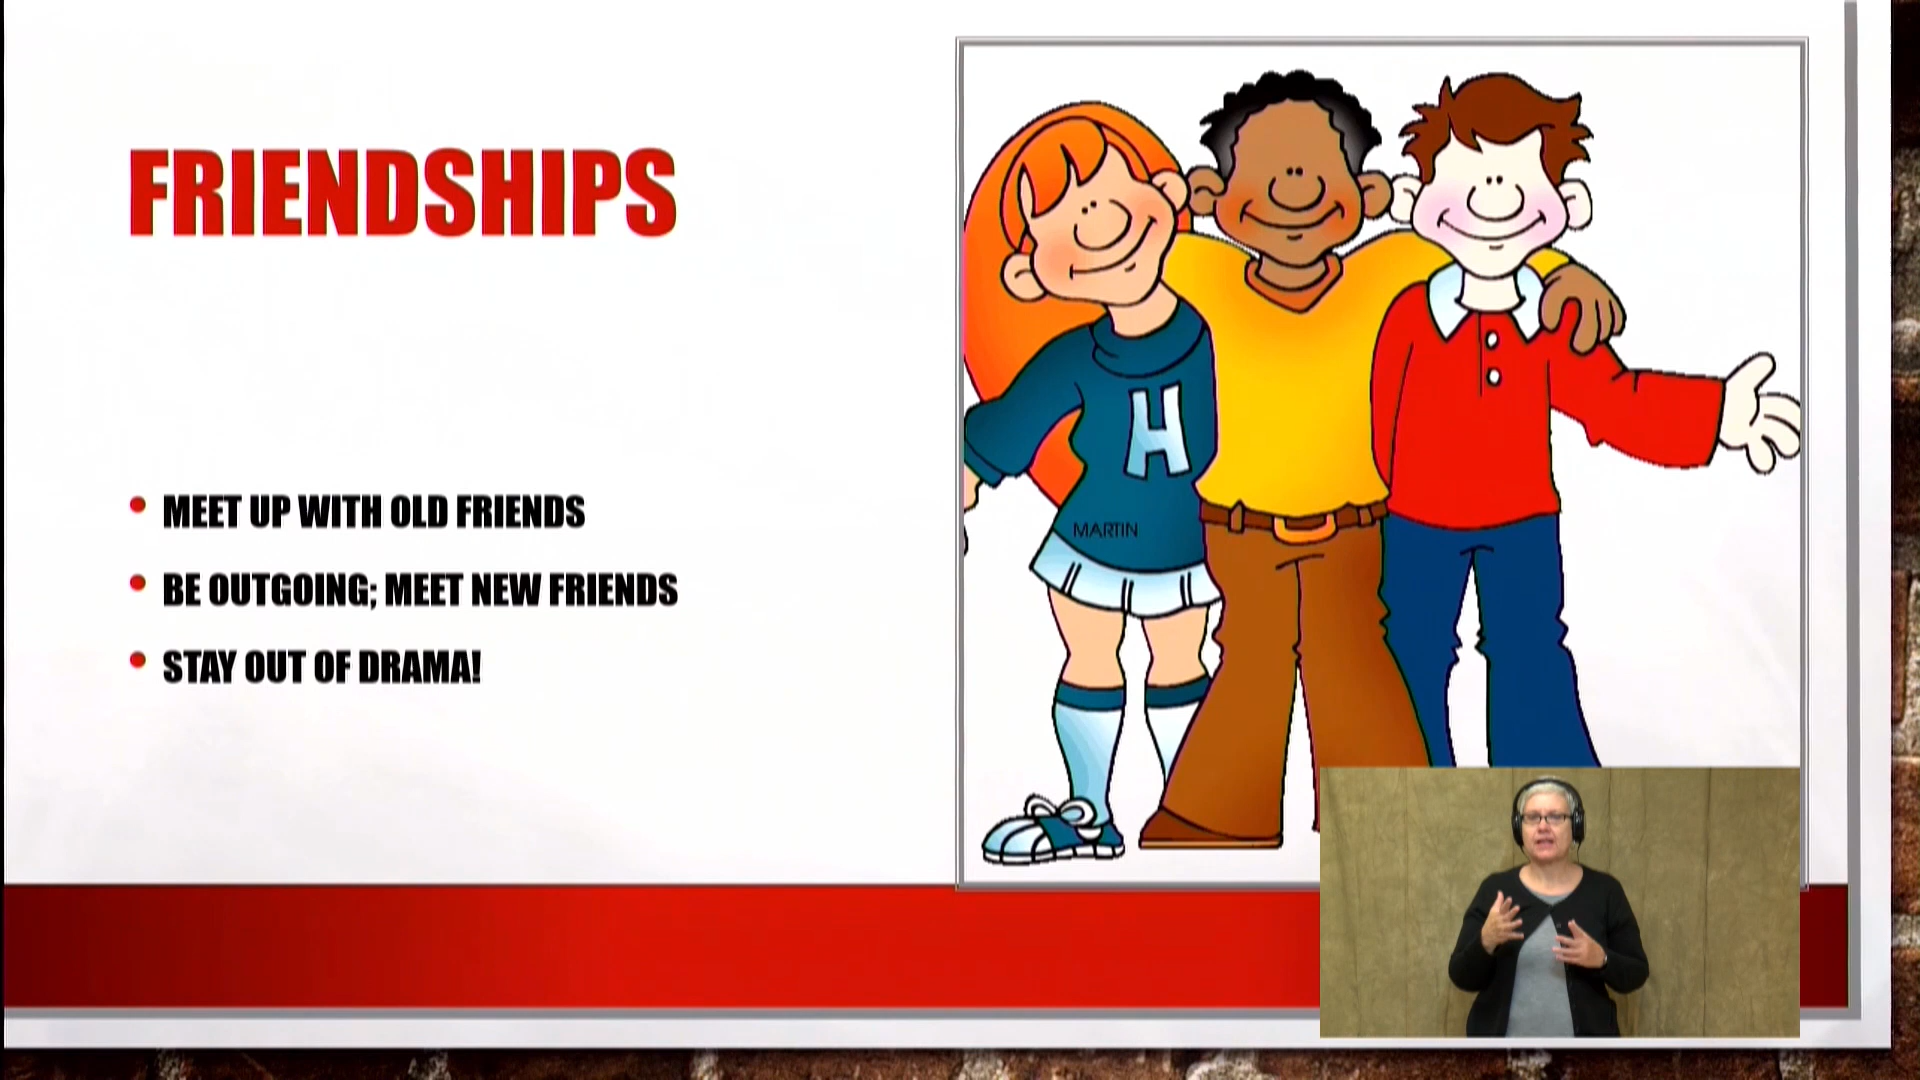 FRIENDSHIPS
• MEET UP WITH OLD FRIENDS
• BE OUTGOING; MEET NEW FRIENDS
• STAY OUT OF DRAMA!
H
MARTIN